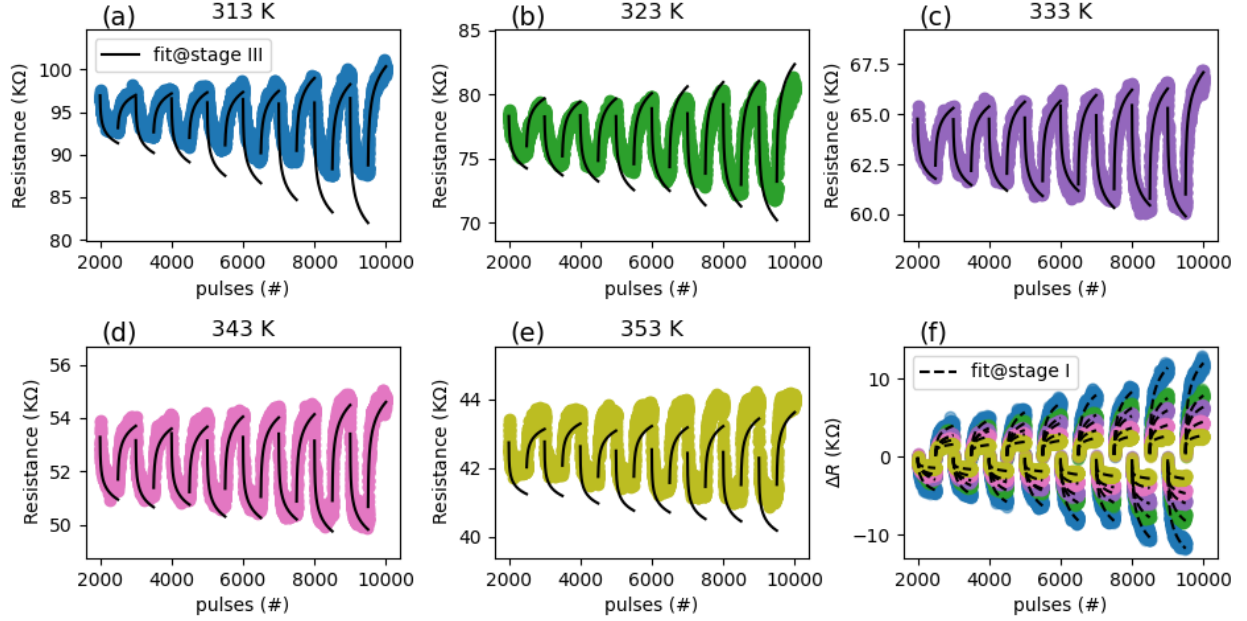 (a) 313 K
fit@stage III
Resistance (KΩ)
100
95
90
85
80
2000 4000 6000 8000 10000
pulses (#)
(b) 323 K
Resistance (KΩ)
85
80
75
70
2000 4000 6000 8000 10000
pulses (#)
(c) 333 K
Resistance (KΩ)
67.5
65.0
62.5
60.0
2000 4000 6000 8000 10000
pulses (#)
(d) 343 K
Resistance (KΩ)
56
54
52
50
2000 4000 6000 8000 10000
pulses (#)
(e) 353 K
Resistance (KΩ)
44
42
40
2000 4000 6000 8000 10000
pulses (#)
(f)
fit@stage I
ΔR (KΩ)
10
0
−10
2000 4000 6000 8000 10000
pulses (#)